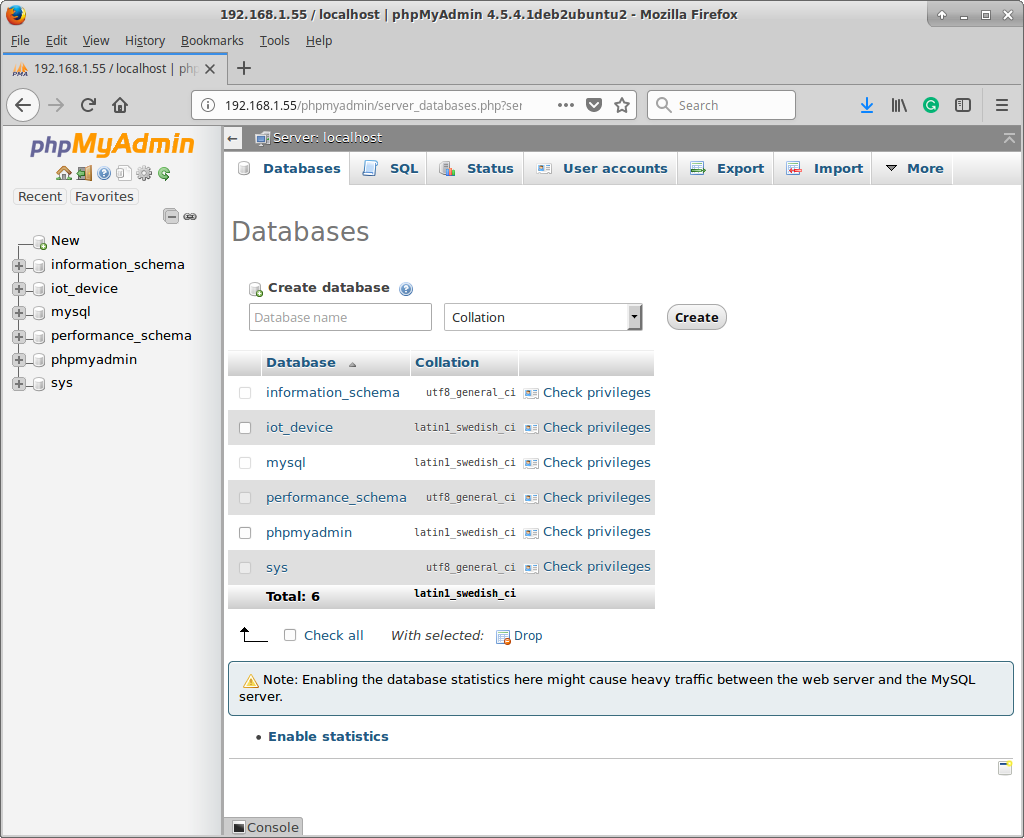 192.168.1.55 / localhost | phpMyAdmin 4.5.4.1deb2ubuntu2 - Mozilla Firefox
File Edit View History Bookmarks Tools Help
PMA 192.168.1.55 / localhost | php
192.168.1.55/phpmyadmin/server_databases.php?ser Search
phpMyAdmin
Recent Favorites
New
information_schema
iot_device
mysql
performance_schema
phpmyadmin
sys
Server: localhost
Databases SQL Status User accounts Export Import More
Databases
Create database
Database name Collation Create
Database Collation
information_schema utf8_general_ci Check privileges
iot_device latin1_swedish_ci Check privileges
mysql latin1_swedish_ci Check privileges
performance_schema utf8_general_ci Check privileges
phpmyadmin latin1_swedish_ci Check privileges
sys utf8_general_ci Check privileges
Total: 6 latin1_swedish_ci
Check all With selected: Drop
Note: Enabling the database statistics here might cause heavy traffic between the web server and the MySQL
server.
• Enable statistics
Console